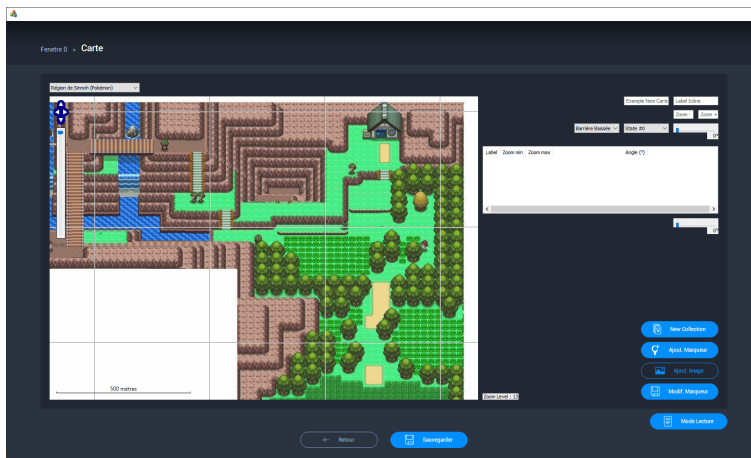 Fenetre 0 » Carte
Région de Sinnoh (Pokémon)
Exemple Nom Carte Label Icône
Zoom - Zoom +
Barrière Baissée State #0
0°
Label Zoom min Zoom max Angle (°)
0°
New Collection
Ajout. Marqueur
Ajout. Image
Modif. Marqueur
500 mètres
Zoom Level : 13
Mode Lecture
← Retour Sauvegarder